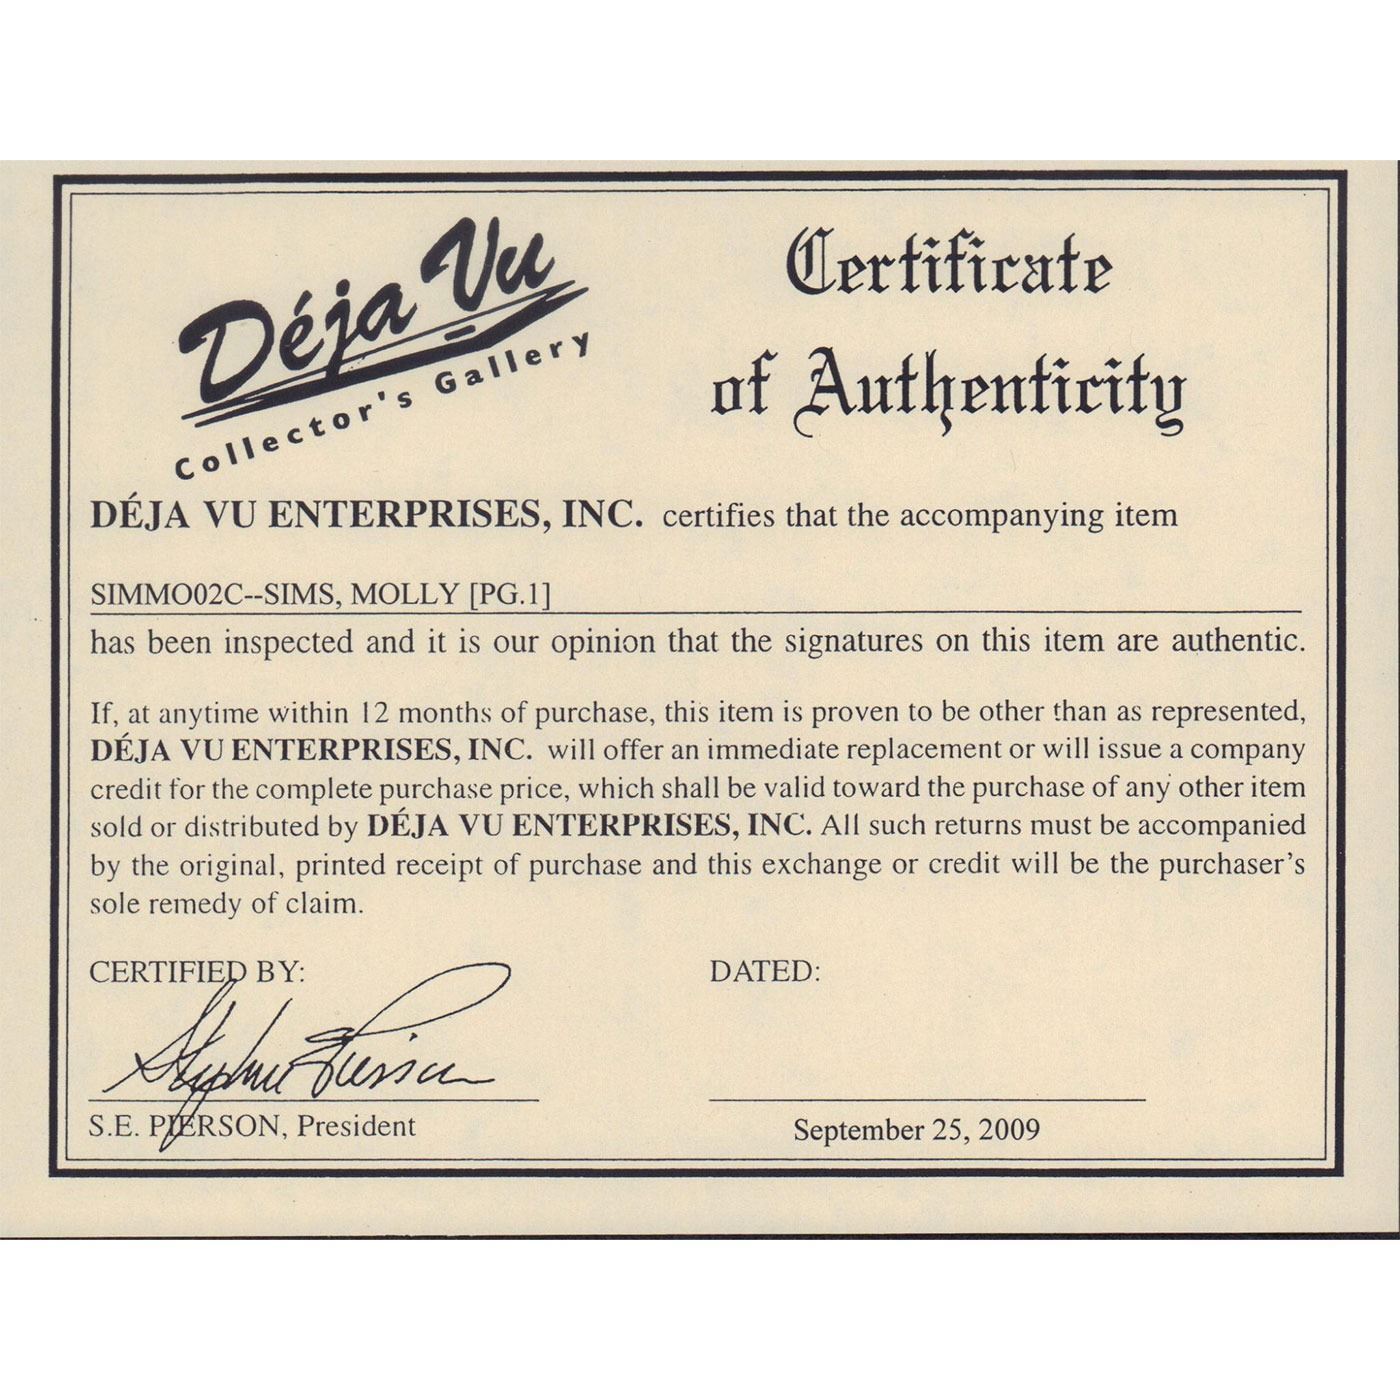 Déja Vu
Collector's Gallery
Certificate
of Authenticity
DÉJA VU ENTERPRISES, INC. certifies that the accompanying item
SIMMO02C--SIMS, MOLLY [PG.1]
has been inspected and it is our opinion that the signatures on this item are authentic.
If, at anytime within 12 months of purchase, this item is proven to be other than as represented,
DÉJA VU ENTERPRISES, INC. will offer an immediate replacement or will issue a company
credit for the complete purchase price, which shall be valid toward the purchase of any other item
sold or distributed by DÉJA VU ENTERPRISES, INC. All such returns must be accompanied
by the original, printed receipt of purchase and this exchange or credit will be the purchaser's
sole remedy of claim.
CERTIFIED BY:
DATED:
Stephen Pierson
S.E. PIERSON, President
September 25, 2009